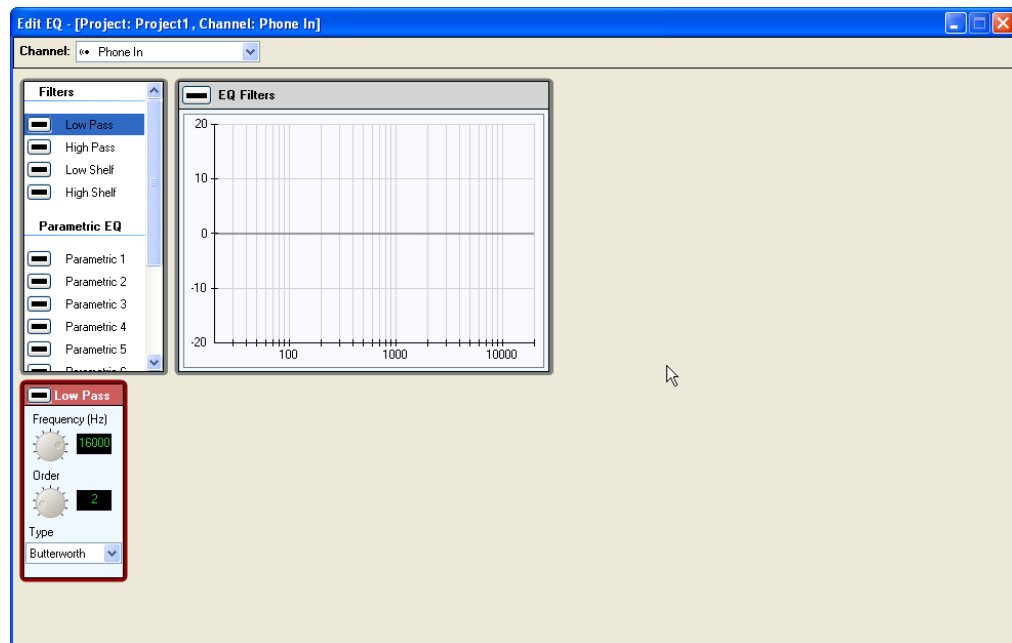 Edit EQ - [Project: Project1 , Channel: Phone In]
Channel: Phone In
Filters
Low Pass
High Pass
Low Shelf
High Shelf
Parametric EQ
Parametric 1
Parametric 2
Parametric 3
Parametric 4
Parametric 5
EQ Filters
20
10
0
-10
-20
100 1000 10000
Low Pass
Frequency (Hz)
16000
Order
2
Type
Butterworth